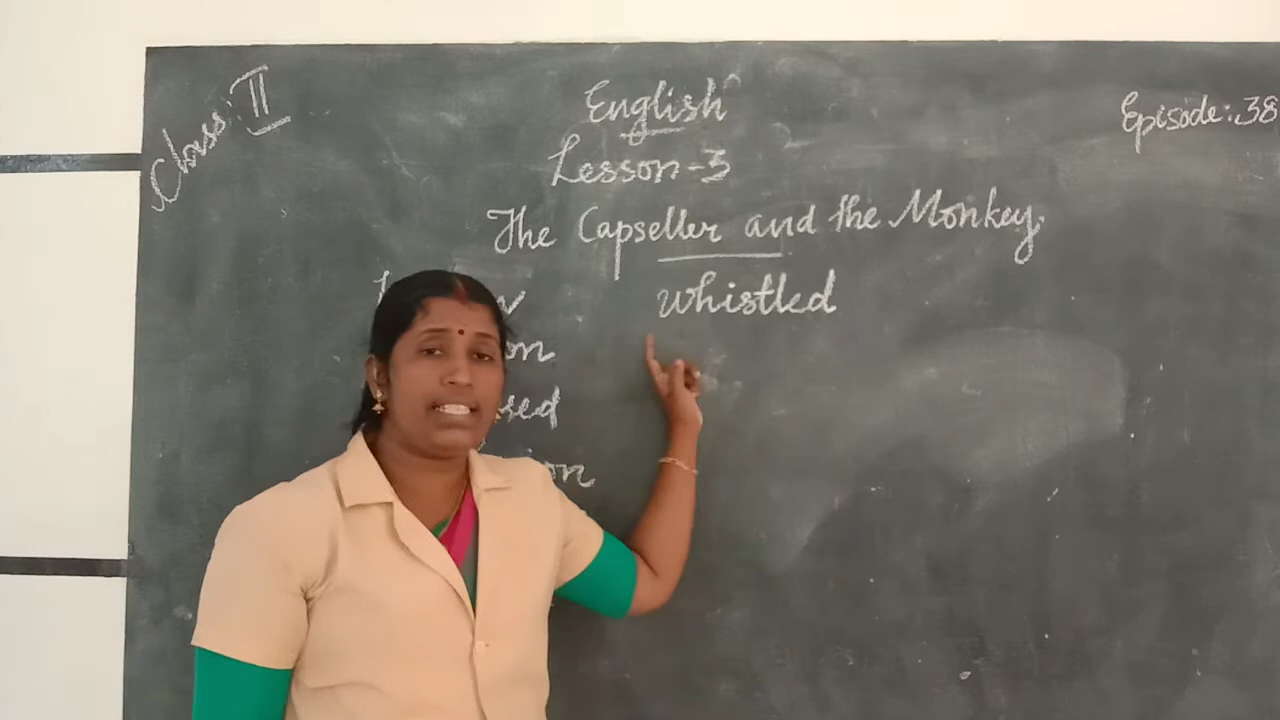 Class: II
English
Episode: 38
Lesson-3
The Capseller and the Monkey.
whistled